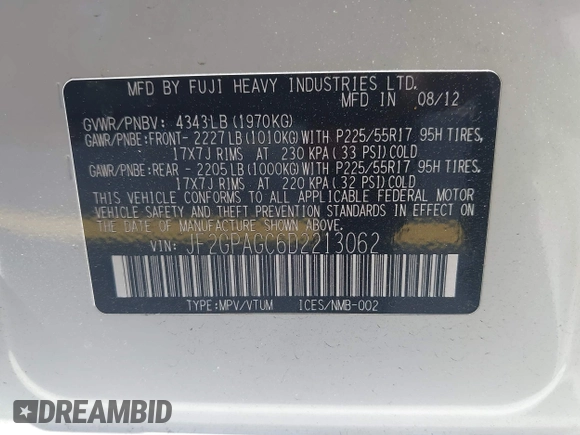 MFD BY FUJI HEAVY INDUSTRIES LTD.
MFD IN 08/12
GVWR/PNBV: 4343LB (1970KG)
GAWR/PNBE:FRONT- 2227LB (1010KG) WITH P225/55R17 95H TIRES,
17X7J RIMS AT 230 KPA ( 33 PSI) COLD
GAWR/PNBE:REAR - 2205LB (1000KG) WITH P225/55R17 95H TIRES,
17X7J RIMS AT 220 KPA ( 32 PSI) COLD
THIS VEHICLE CONFORMS TO ALL APPLICABLE FEDERAL MOTOR
VEHICLE SAFETY AND THEFT PREVENTION STANDARDS IN EFFECT
ON THE DATE OF MANUFACTURE SHOWN ABOVE.
VIN: JF2GPAGC6D2213062
TYPE:MPV/VTUM ICES/NMB-002
DREAMBID